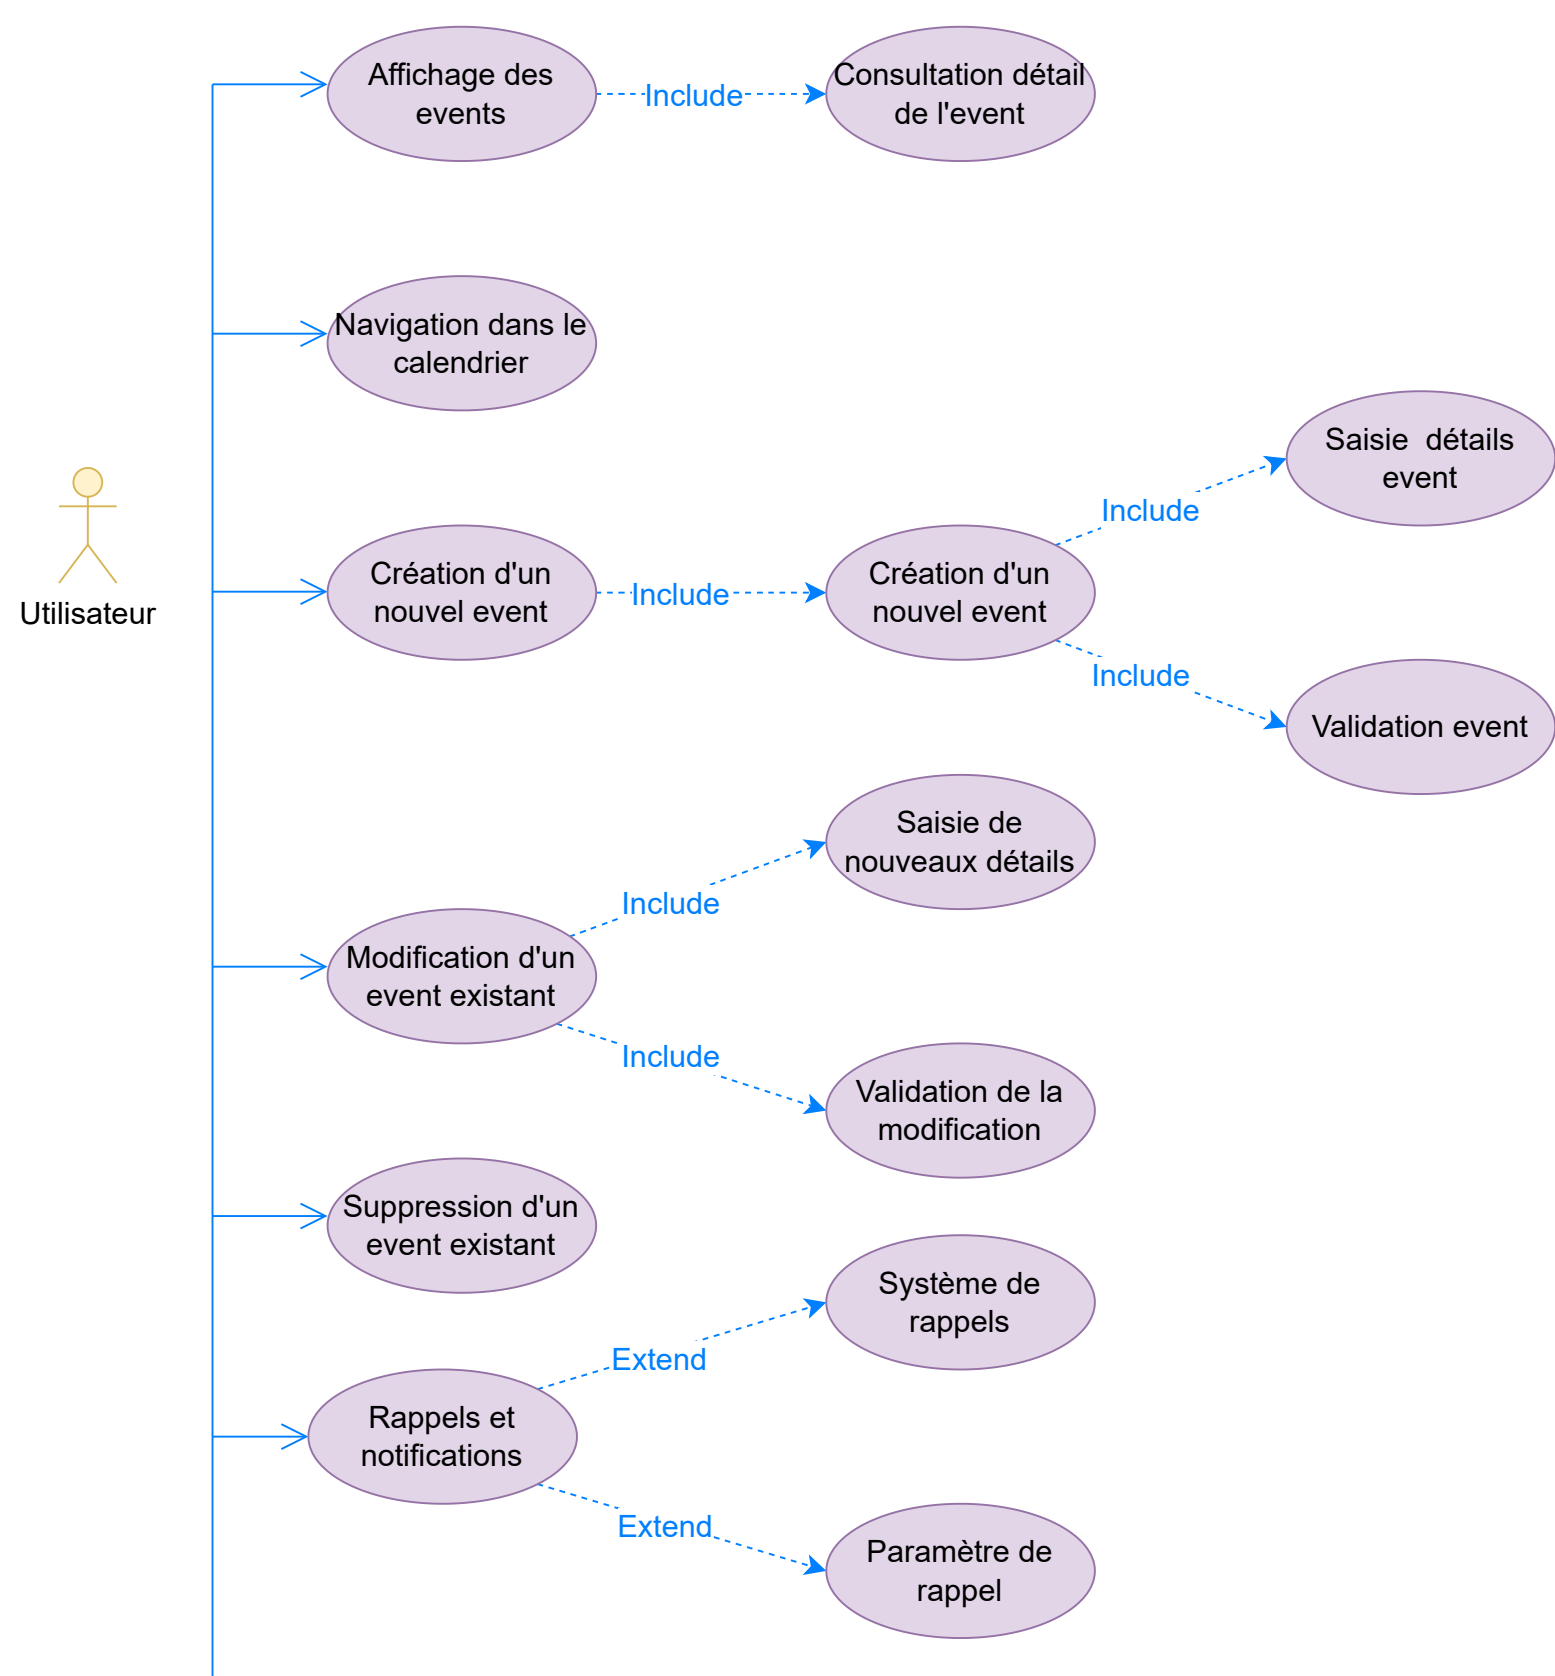 Affichage des
events
Include
Consultation détail
de l'event
Navigation dans le
calendrier
Utilisateur
Création d'un
nouvel event
Include
Création d'un
nouvel event
Include
Saisie  détails
event
Include
Validation event
Modification d'un
event existant
Include
Saisie de
nouveaux détails
Include
Validation de la
modification
Suppression d'un
event existant
Rappels et
notifications
Extend
Système de
rappels
Extend
Paramètre de
rappel